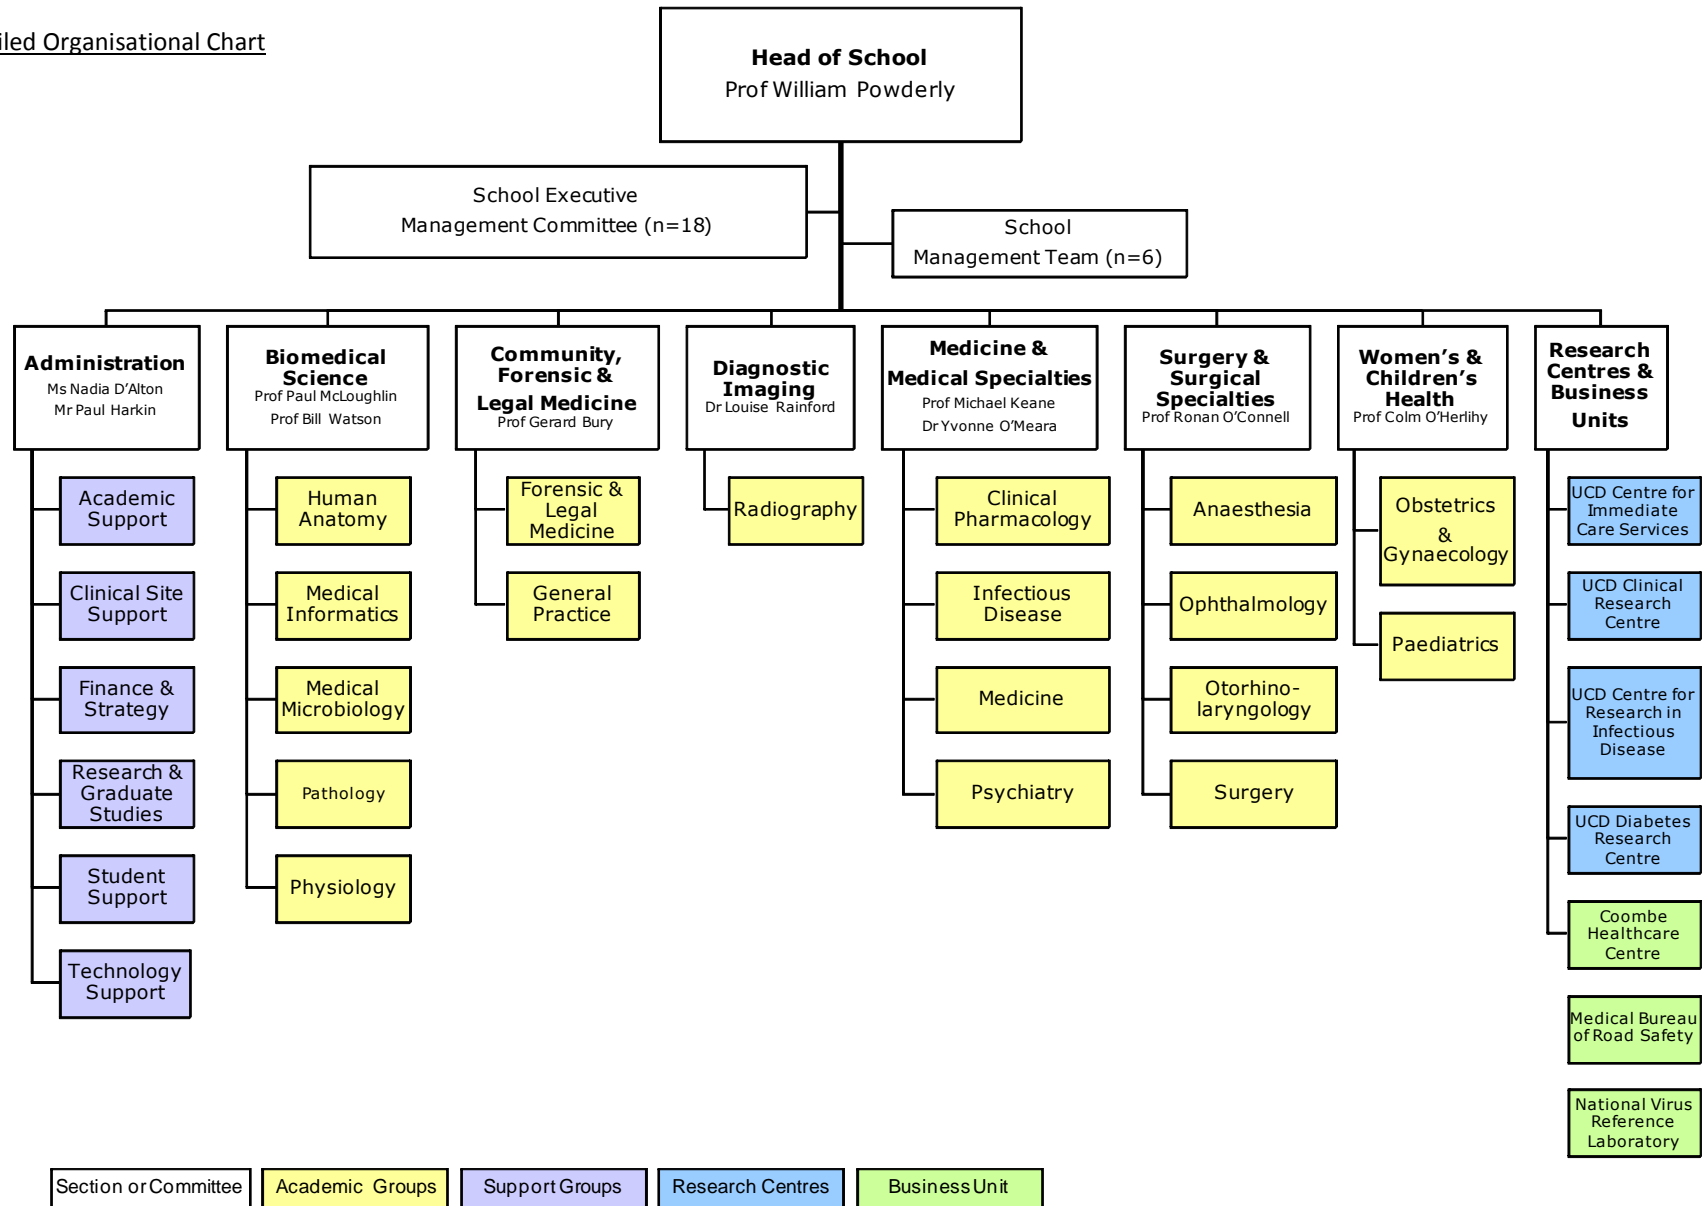 iled Organisational Chart
Head of School
Prof William Powderly
School Executive
Management Committee (n=18)
School
Management Team (n=6)
Administration
Ms Nadia D'Alton
Mr Paul Harkin
Biomedical
Science
Prof Paul McLoughlin
Prof Bill Watson
Community,
Forensic &
Legal Medicine
Prof Gerard Bury
Diagnostic
Imaging
Dr Louise Rainford
Medicine &
Medical Specialties
Prof Michael Keane
Dr Yvonne O'Meara
Surgery &
Surgical
Specialties
Prof Ronan O'Connell
Women's &
Children's
Health
Prof Colm O'Herlihy
Research
Centres &
Business
Units
Academic
Support
Clinical Site
Support
Finance &
Strategy
Research &
Graduate
Studies
Student
Support
Technology
Support
Human
Anatomy
Medical
Informatics
Medical
Microbiology
Pathology
Physiology
Forensic &
Legal
Medicine
General
Practice
Radiography
Clinical
Pharmacology
Infectious
Disease
Medicine
Psychiatry
Anaesthesia
Ophthalmology
Otorhino-
laryngology
Surgery
Obstetrics
&
Gynaecology
Paediatrics
UCD Centre for
Immediate
Care Services
UCD Clinical
Research
Centre
UCD Centre for
Research in
Infectious
Disease
UCD Diabetes
Research
Centre
Coombe
Healthcare
Centre
Medical Bureau
of Road Safety
National Virus
Reference
Laboratory
Section or Committee
Academic Groups
Support Groups
Research Centres
Business Unit